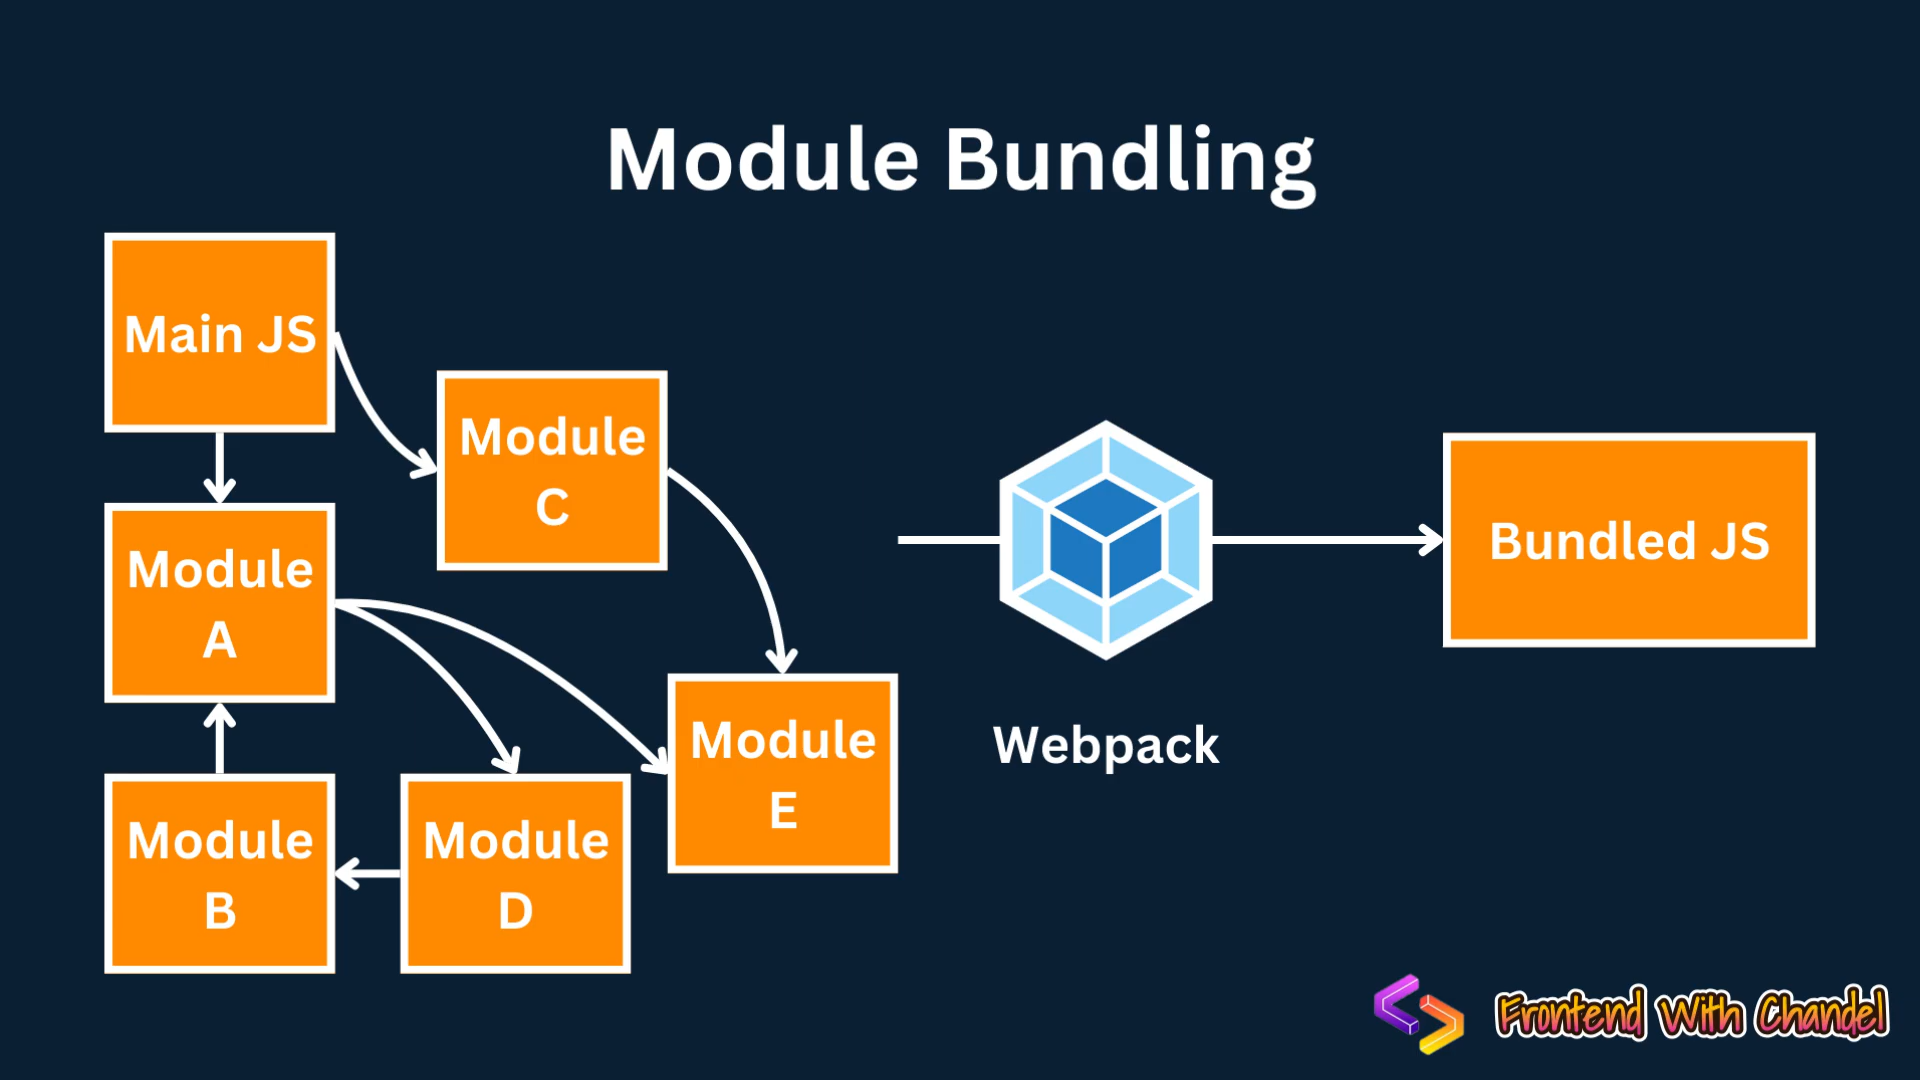 Module Bundling
Main JS
Module
C
Module
A
Module
E
Module
B
Module
D
Webpack
Bundled JS
Frontend With Chandel